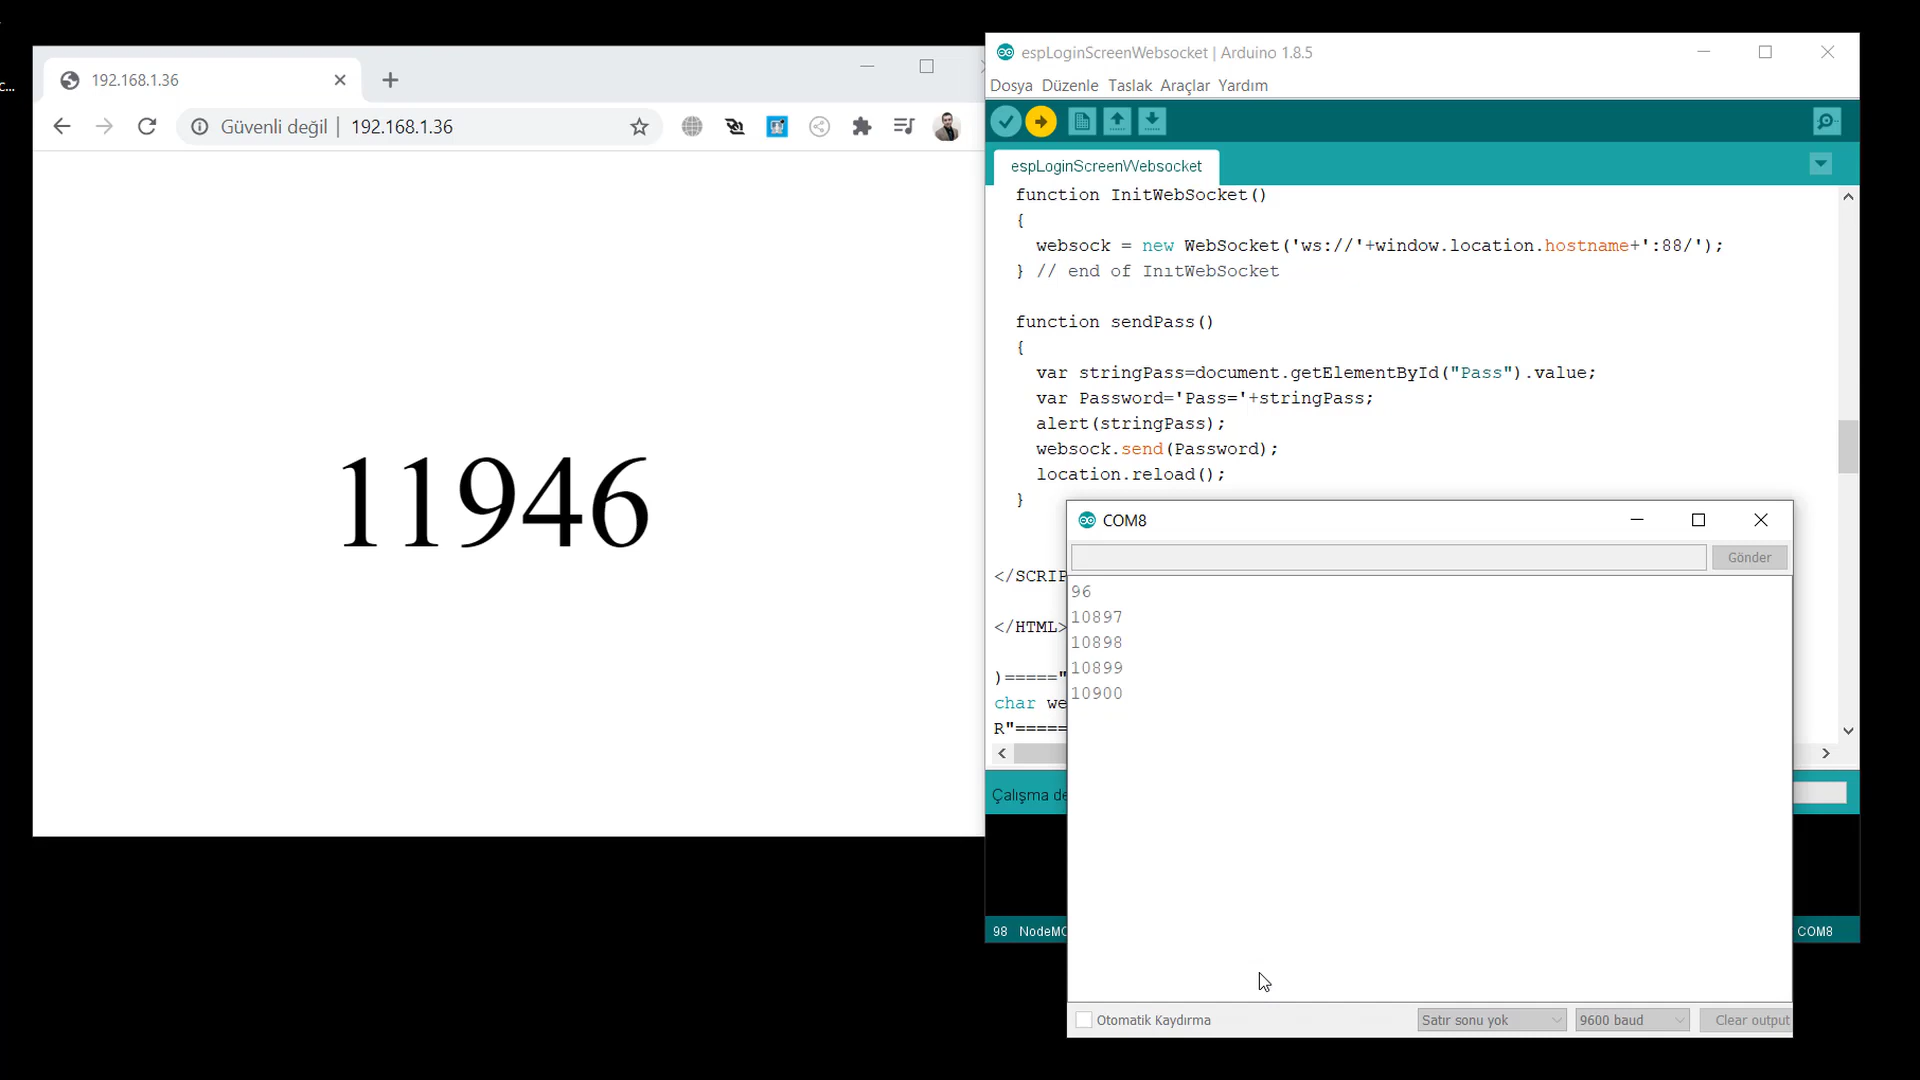 c...
192.168.1.36
Güvenli değil | 192.168.1.36
11946
espLoginScreenWebsocket | Arduino 1.8.5
Dosya Düzenle Taslak Araçlar Yardım
espLoginScreenWebsocket
function InitWebSocket()
{
websock = new WebSocket('ws://'+window.location.hostname+':88/');
} // end of InitWebSocket
function sendPass()
{
var stringPass=document.getElementById("Pass").value;
var Password='Pass='+stringPass;
alert(stringPass);
websock.send(Password);
location.reload();
}
</SCRIP
</HTML>
)====="
char we
R"=====
Çalışma de
98 NodeMC
COM8
COM8
Gönder
96
10897
10898
10899
10900
Otomatik Kaydırma
Satır sonu yok
9600 baud
Clear output